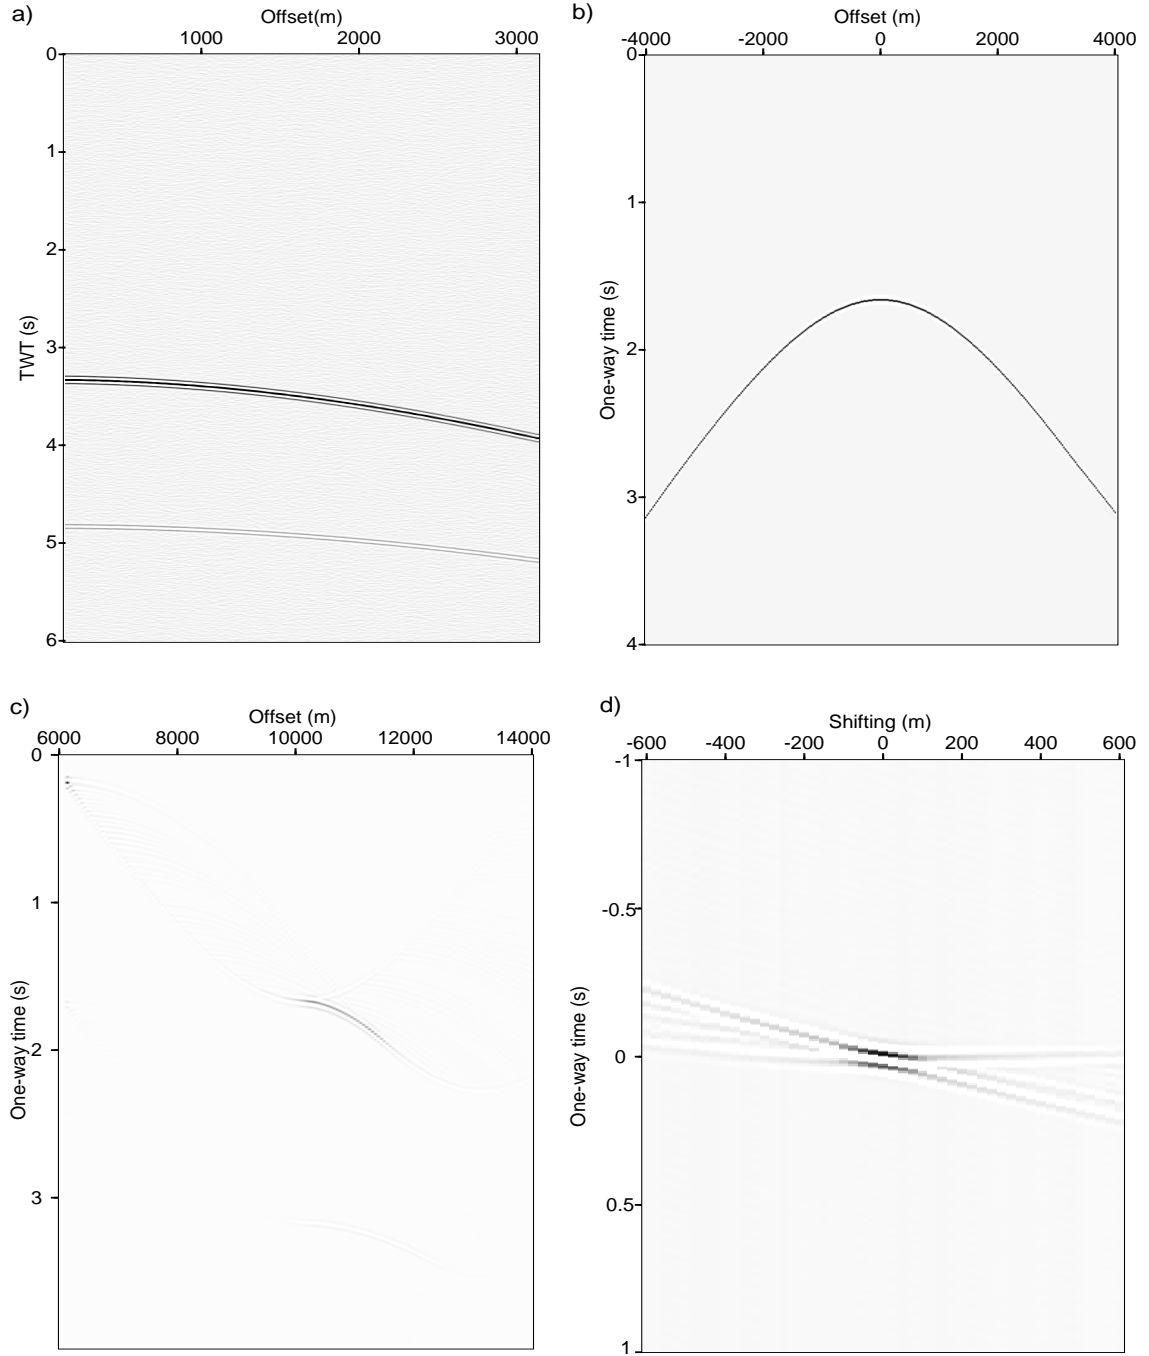 a)
Offset(m)
1000 2000 3000
0
1
2
3
4
5
6
TWT (s)
b)
Offset (m)
-4000 -2000 0 2000 4000
0
1
2
3
4
One-way time (s)
c)
Offset (m)
6000 8000 10000 12000 14000
0
1
2
3
One-way time (s)
d)
Shifting (m)
-600 -400 -200 0 200 400 600
-1
-0.5
0
0.5
1
One-way time (s)